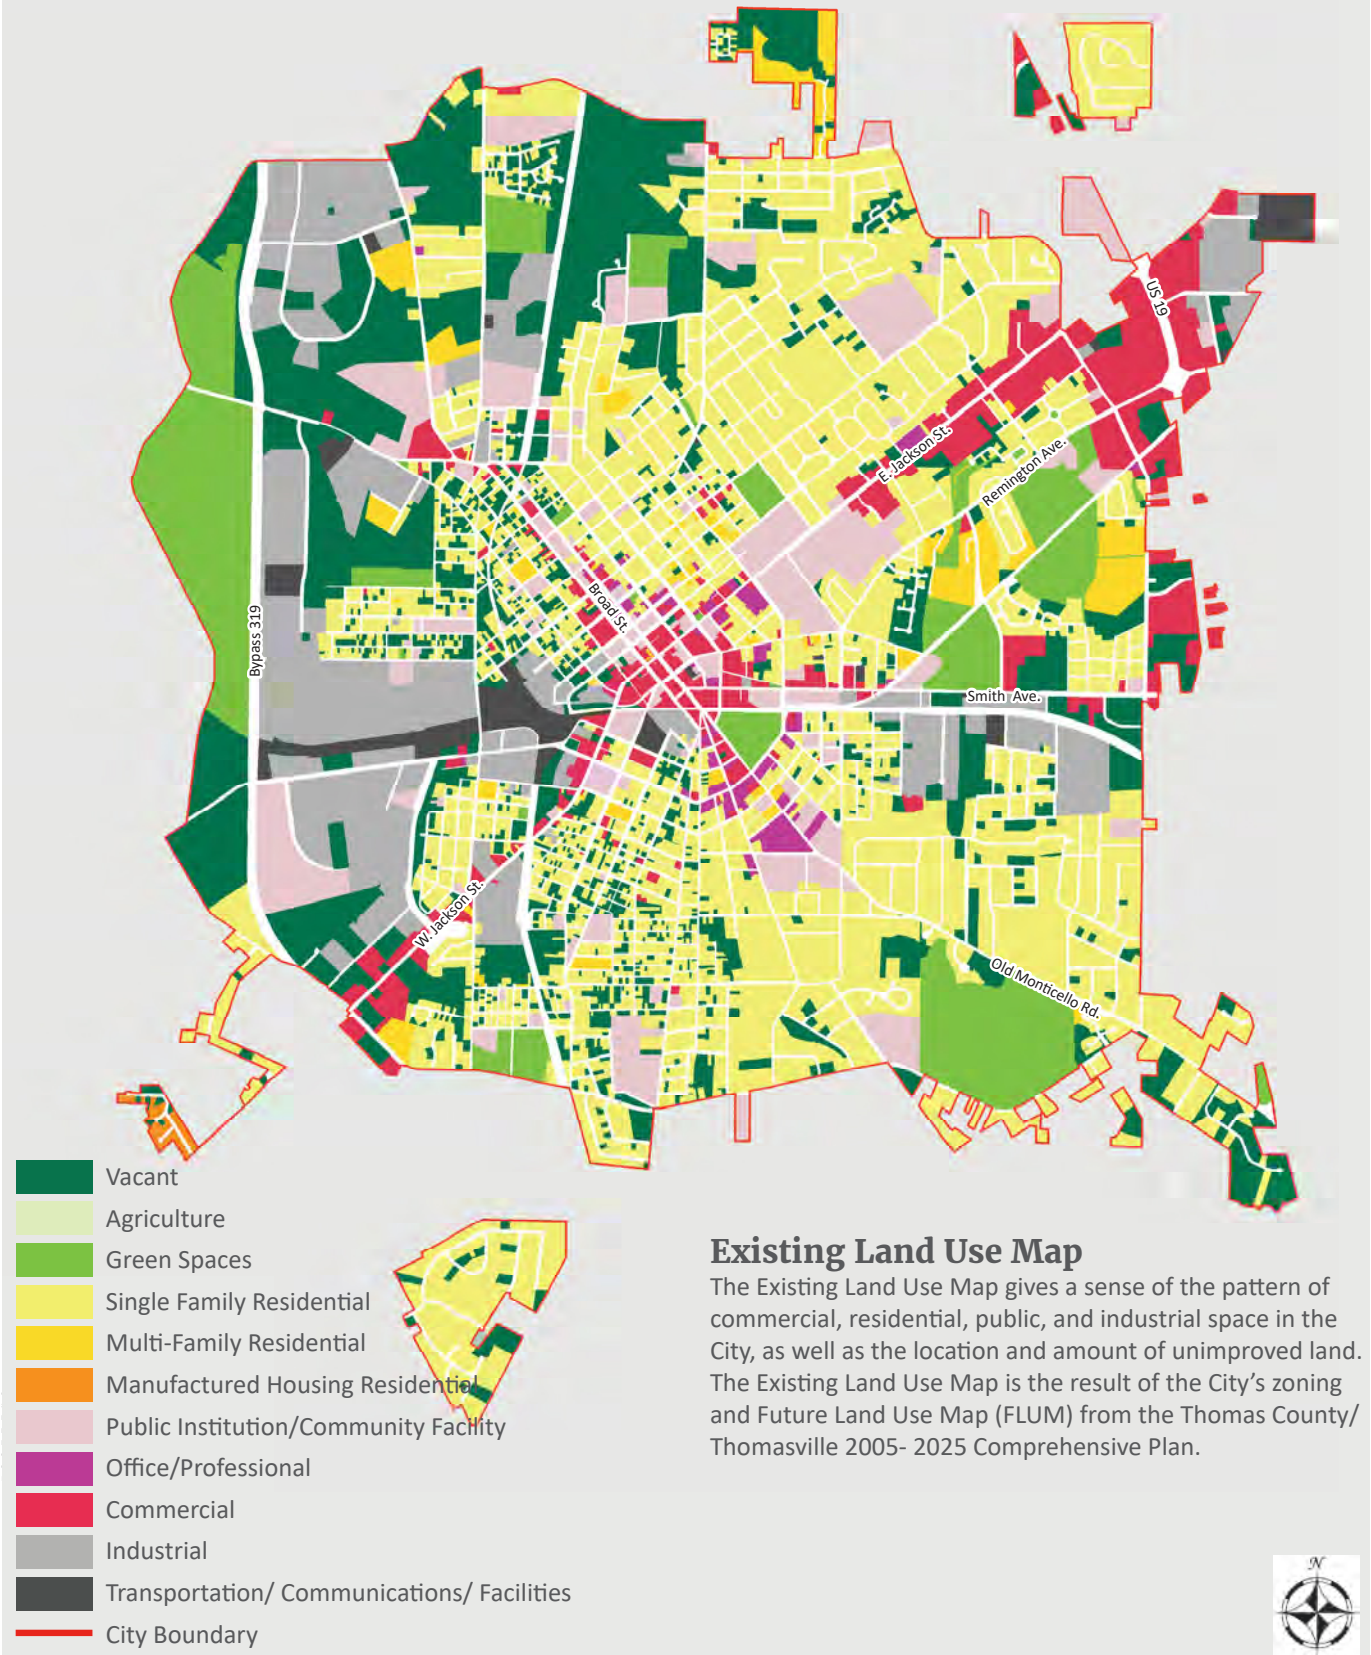 US 19
E. Jackson St.
Remington Ave.
Broad St.
Bypass 319
Smith Ave.
W. Jackson St.
Old Monticello Rd.
Vacant
Agriculture
Green Spaces
Single Family Residential
Multi-Family Residential
Manufactured Housing Residential
Public Institution/Community Facility
Office/Professional
Commercial
Industrial
Transportation/ Communications/ Facilities
City Boundary
Existing Land Use Map
The Existing Land Use Map gives a sense of the pattern of
commercial, residential, public, and industrial space in the
City, as well as the location and amount of unimproved land.
The Existing Land Use Map is the result of the City’s zoning
and Future Land Use Map (FLUM) from the Thomas County/
Thomasville 2005- 2025 Comprehensive Plan.
N